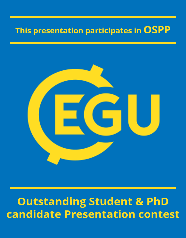 This presentation participates in OSPP
EGU
Outstanding Student & PhD
candidate Presentation contest